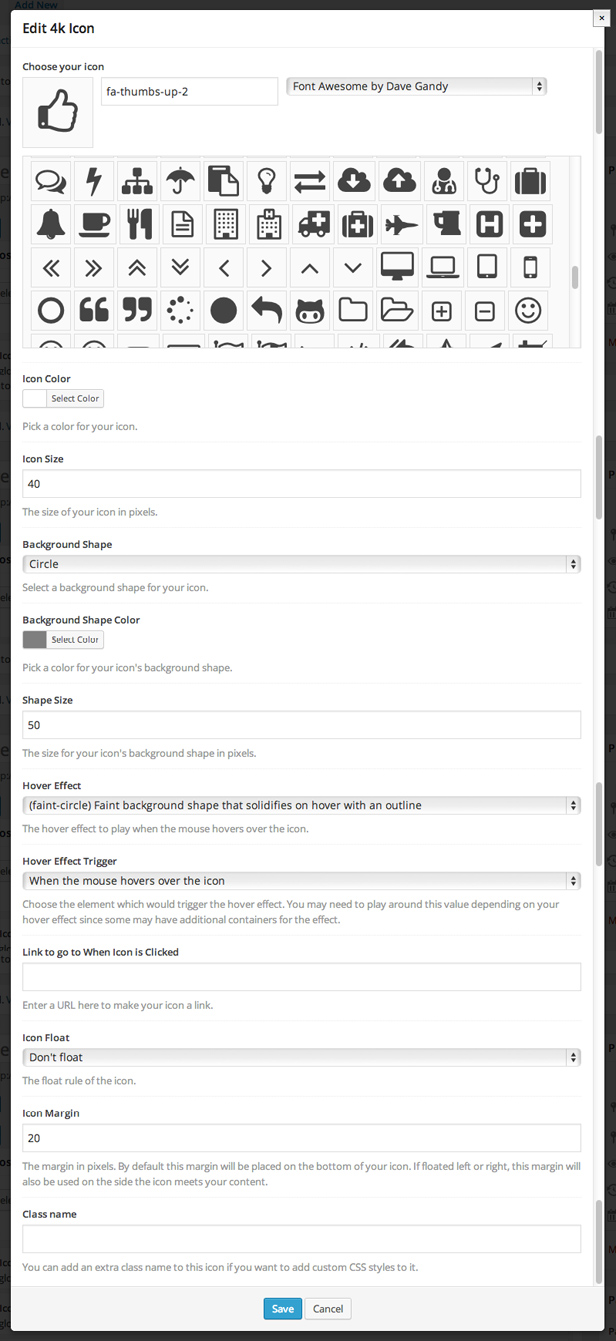 Add New
Edit 4k Icon
×
Choose your icon
fa-thumbs-up-2
Font Awesome by Dave Gandy
Icon Color
Select Color
Pick a color for your icon.
Icon Size
40
The size of your icon in pixels.
Background Shape
Circle
Select a background shape for your icon.
Background Shape Color
Select Color
Pick a color for your icon's background shape.
Shape Size
50
The size for your icon's background shape in pixels.
Hover Effect
(faint-circle) Faint background shape that solidifies on hover with an outline
The hover effect to play when the mouse hovers over the icon.
Hover Effect Trigger
When the mouse hovers over the icon
Choose the element which would trigger the hover effect. You may need to play around this value depending on your
hover effect since some may have additional containers for the effect.
Link to go to When Icon is Clicked
Enter a URL here to make your icon a link.
Icon Float
Don't float
The float rule of the icon.
Icon Margin
20
The margin in pixels. By default this margin will be placed on the bottom of your icon. If floated left or right, this margin will
also be used on the side the icon meets your content.
Class name
You can add an extra class name to this icon if you want to add custom CSS styles to it.
Save
Cancel